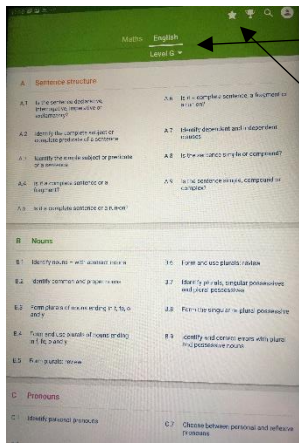 Maths English
Level G
A Sentence structure
A.1 Is the sentence declarative,
interrogative, imperative or
exclamatory?
A.2 Identify the complete subject or
complete predicate of a sentence
A.3 Identify the simple subject or predicate
of a sentence
A.4 Is it a complete sentence or a
fragment?
A.5 Is it a complete sentence or a run-on?
A.6 Is it a complete sentence, a fragment or
a run-on?
A.7 Identify dependent and independent
clauses
A.8 Is the sentence simple or compound?
A.9 Is the sentence simple, compound or
complex?
B Nouns
B.1 Identify nouns – with abstract nouns
B.2 Identify common and proper nouns
B.3 Form plurals of nouns ending in f, fe, o
and y
B.4 Form and use plurals of nouns ending
in f, fe, o and y
B.5 Form plurals: review
B.6 Form and use plurals: review
B.7 Identify plurals, singular possessives
and plural possessives
B.8 Form the singular or plural possessive
B.9 Identify and correct errors with plural
and possessive nouns
C Pronouns
C.1 Identify personal pronouns
C.7 Choose between personal and reflexive
pronouns